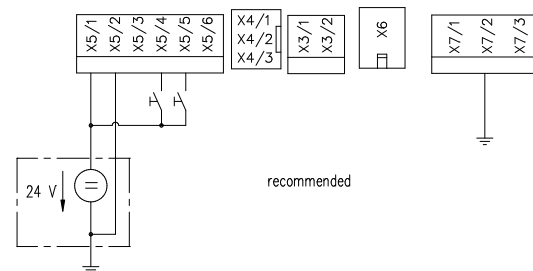 X5/1
X5/2
X5/3
X5/4
X5/5
X5/6
X4/1
X4/2
X4/3
X3/1
X3/2
X6
X7/1
X7/2
X7/3
24 V
recommended